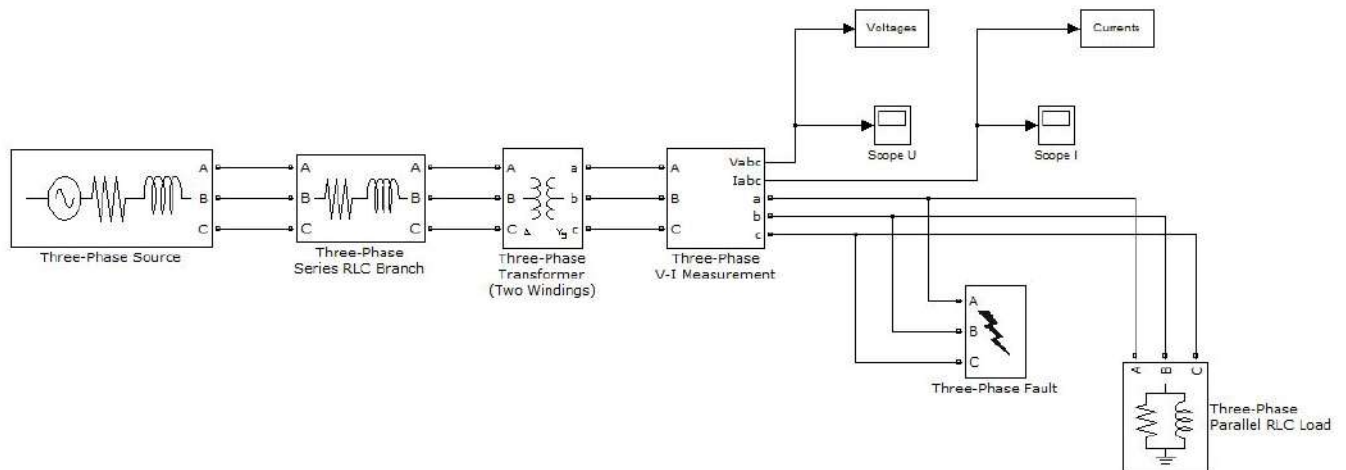 Voltages
Currents
Scope U
Scope I
A
B
C
Three-Phase Source
A
B
C
A
B
C
Three-Phase
Series RLC Branch
A
B
C
a
b
c
Δ
Yg
Three-Phase
Transformer
(Two Windings)
A
B
C
Vabc
Iabc
a
b
c
Three-Phase
V-I Measurement
A
B
C
Three-Phase Fault
A
B
C
Three-Phase
Parallel RLC Load